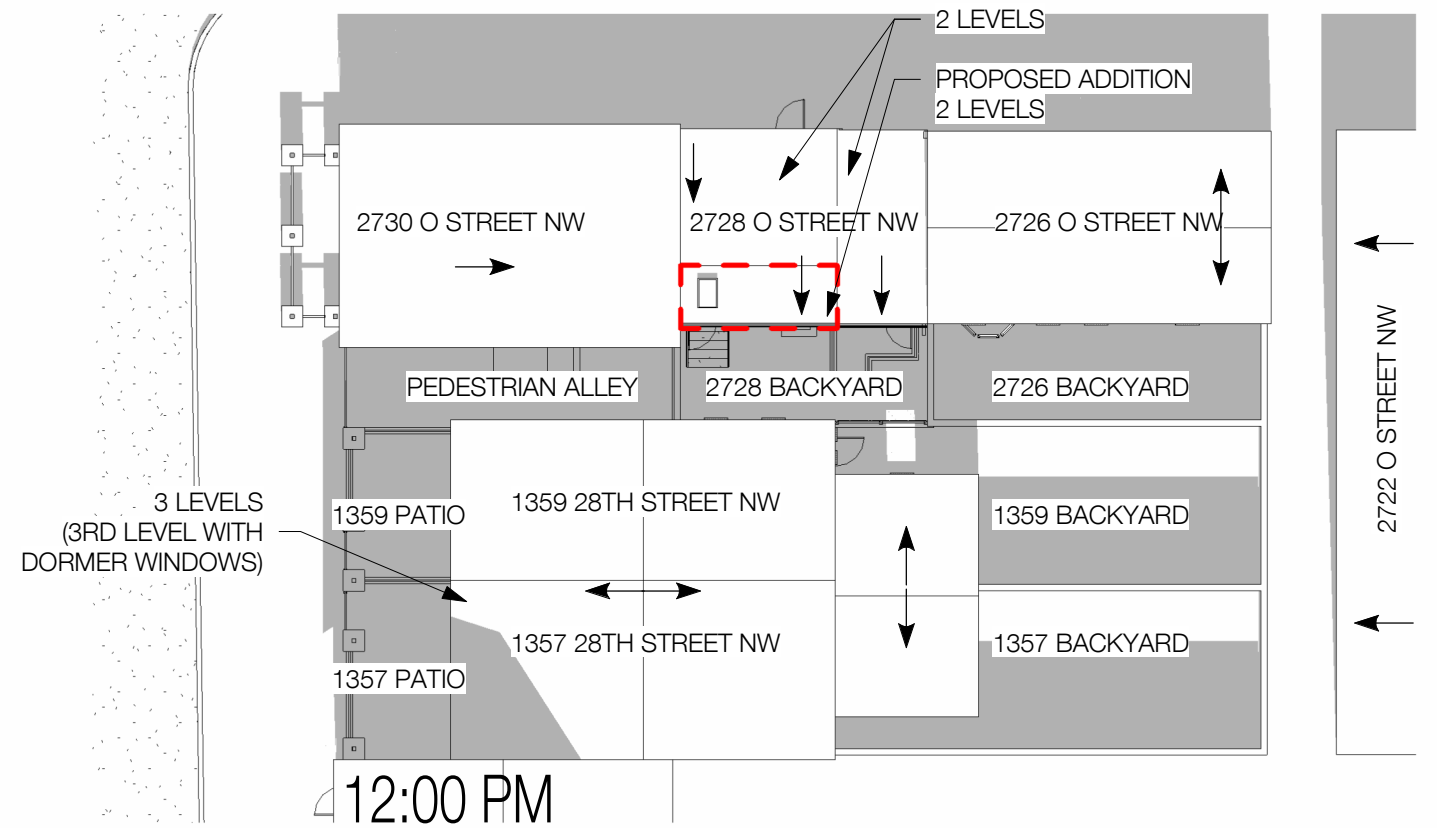 2 LEVELS
PROPOSED ADDITION
2 LEVELS
2730 O STREET NW
2728 O STREET NW
2726 O STREET NW
PEDESTRIAN ALLEY
2728 BACKYARD
2726 BACKYARD
2722 O STREET NW
3 LEVELS
(3RD LEVEL WITH
DORMER WINDOWS)
1359 PATIO
1359 28TH STREET NW
1359 BACKYARD
1357 28TH STREET NW
1357 BACKYARD
1357 PATIO
12:00 PM